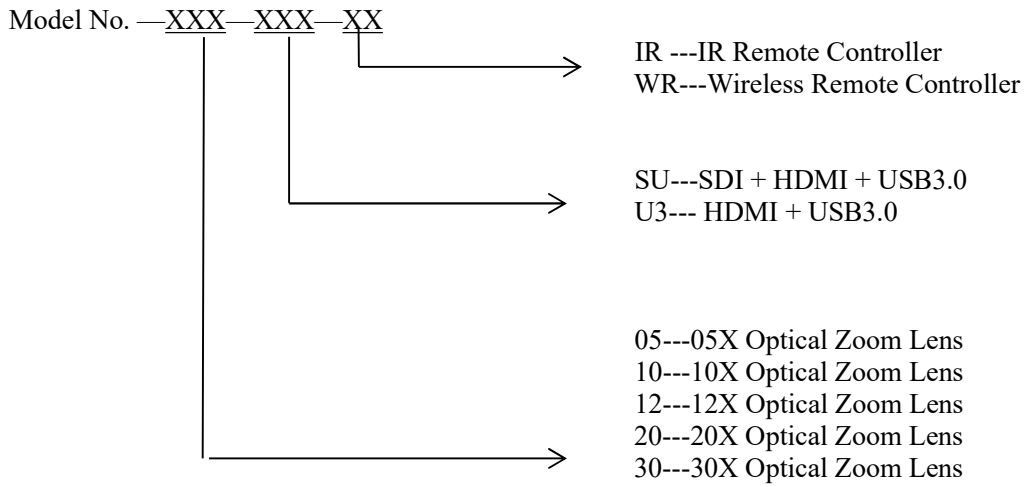 Model No. —XXX—XXX—XX
IR ---IR Remote Controller
WR---Wireless Remote Controller
SU---SDI + HDMI + USB3.0
U3--- HDMI + USB3.0
05---05X Optical Zoom Lens
10---10X Optical Zoom Lens
12---12X Optical Zoom Lens
20---20X Optical Zoom Lens
30---30X Optical Zoom Lens